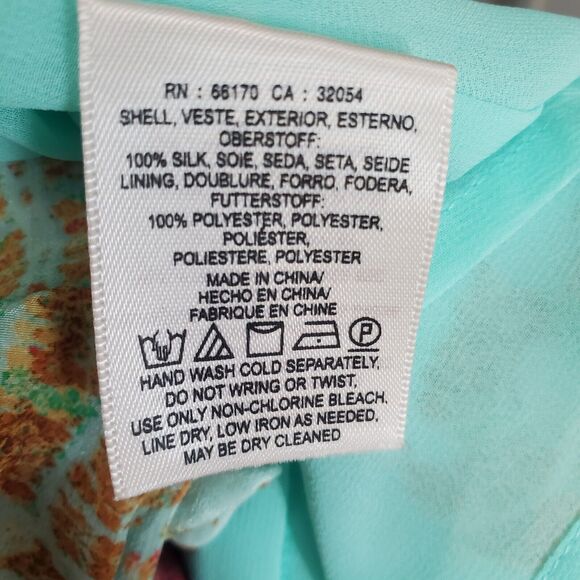 RN : 66170 CA : 32054
SHELL, VESTE, EXTERIOR, ESTERNO,
OBERSTOFF:
100% SILK, SOIE, SEDA, SETA, SEIDE
LINING, DOUBLURE, FORRO, FODERA,
FUTTERSTOFF:
100% POLYESTER, POLYESTER,
POLIÉSTER,
POLIESTERE, POLYESTER
MADE IN CHINA/
HECHO EN CHINA/
FABRIQUE EN CHINE
P
HAND WASH COLD SEPARATELY,
DO NOT WRING OR TWIST,
USE ONLY NON-CHLORINE BLEACH.
LINE DRY, LOW IRON AS NEEDED,
MAY BE DRY CLEANED